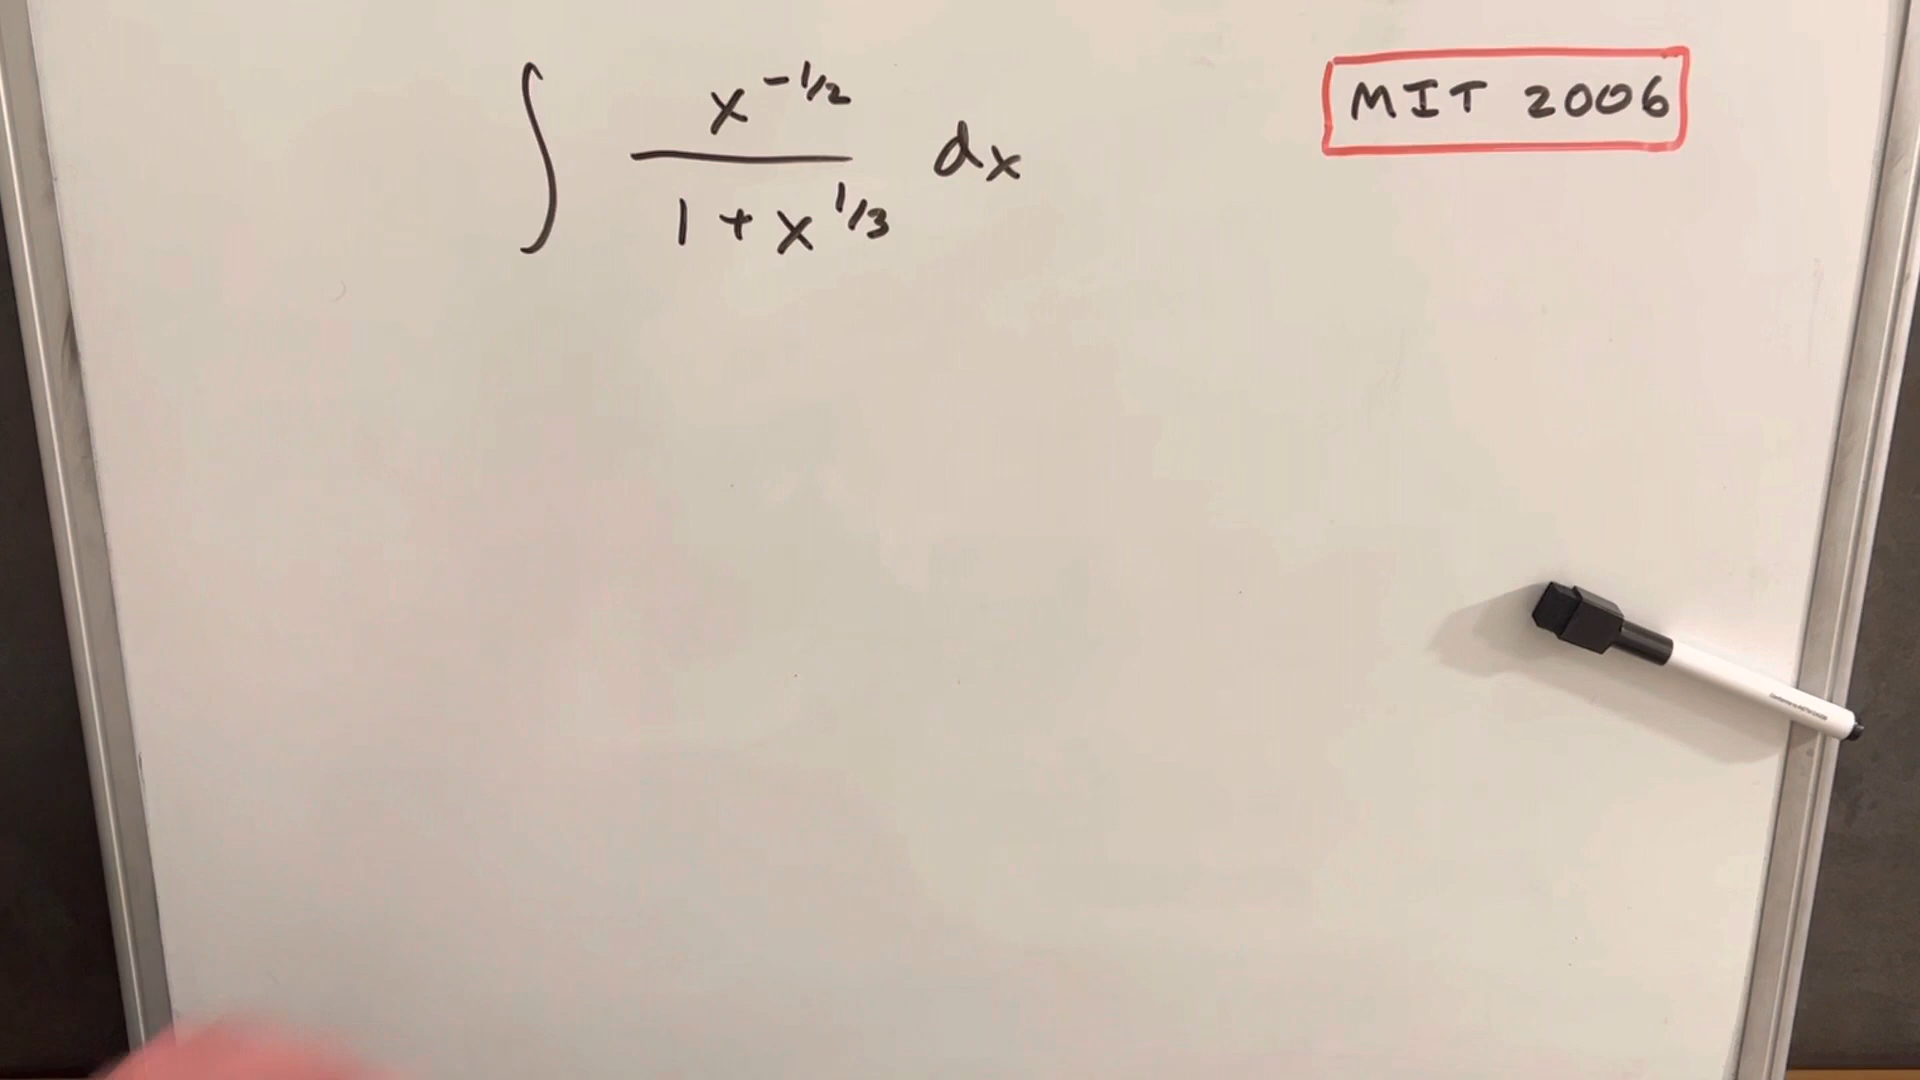 ∫ x^{-1/2} / (1 + x^{1/3}) dx
MIT 2006